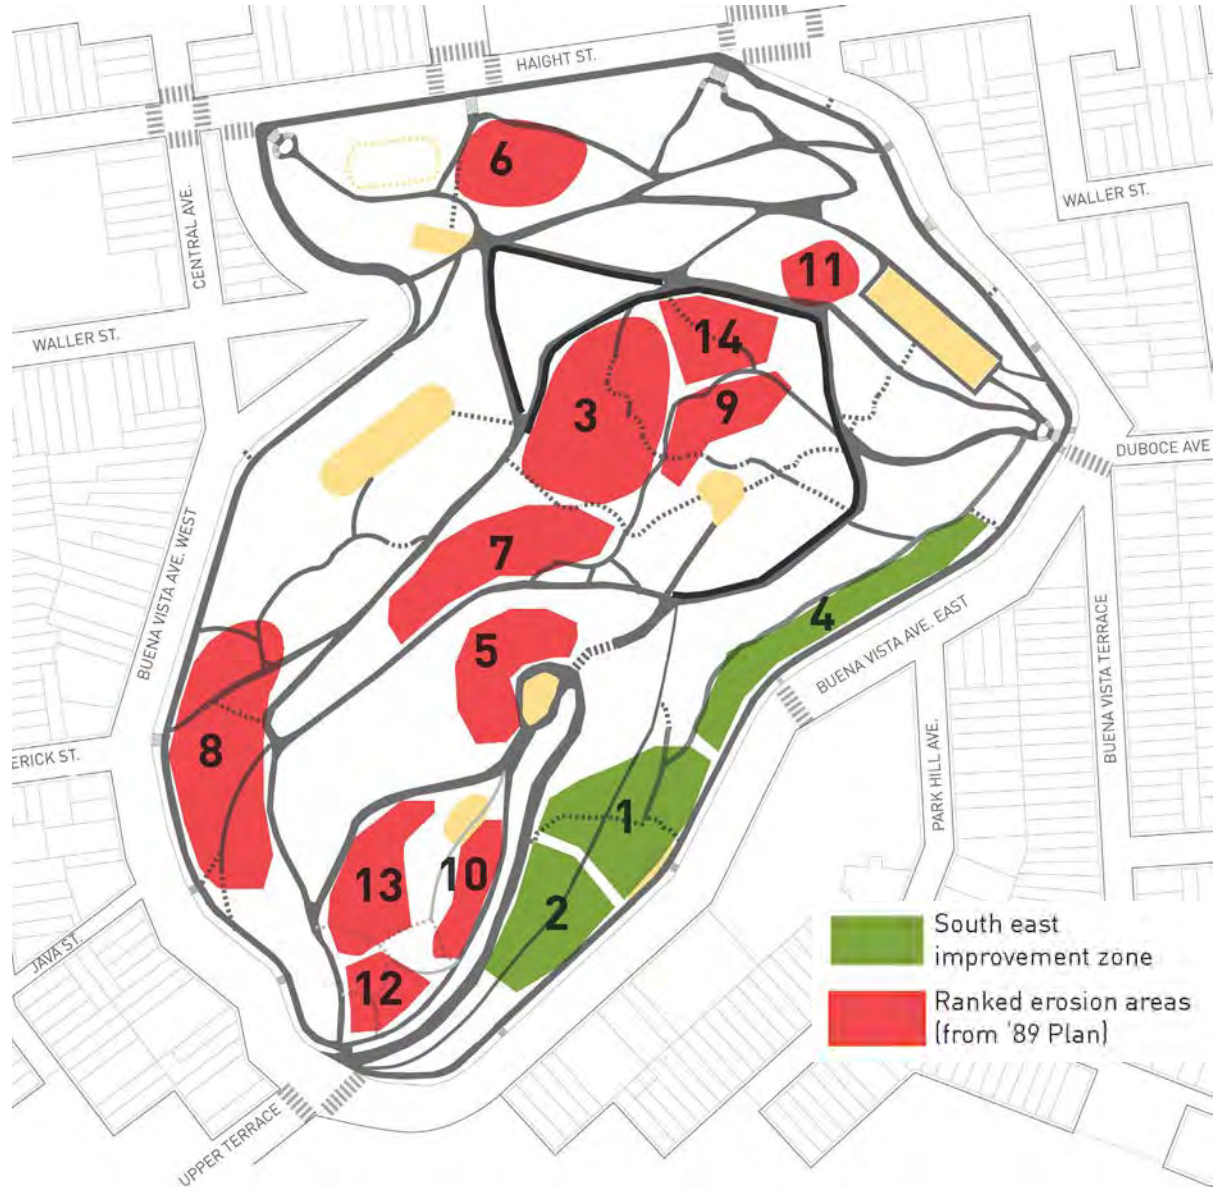 HAIGHT ST.
6
CENTRAL AVE.
WALLER ST.
11
WALLER ST.
14
3
9
DUBOCE AVE
7
BUENA VISTA AVE. WEST
4
5
BUENA VISTA AVE. EAST
BUENA VISTA TERRACE
8
ERICK ST.
PARK HILL AVE.
1
13
10
2
JAVA ST.
12
UPPER TERRACE
South east
improvement zone
Ranked erosion areas
(from '89 Plan)